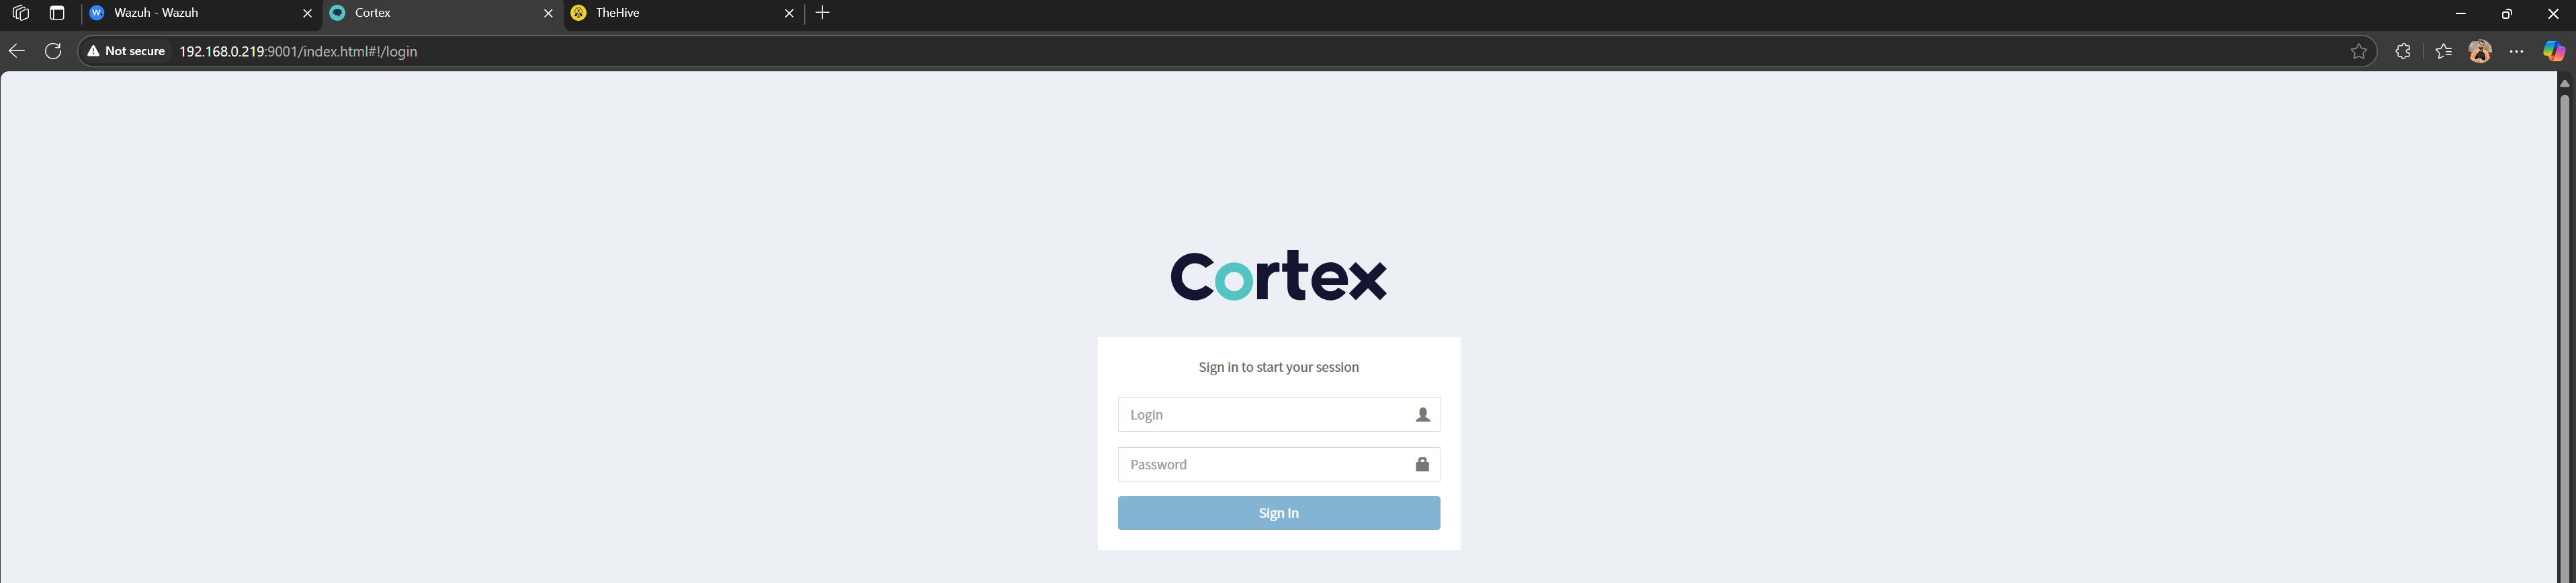 Wazuh - Wazuh
Cortex
TheHive
Not secure
192.168.0.219:9001/index.html#!/login
Cortex
Sign in to start your session
Login
Password
Sign In